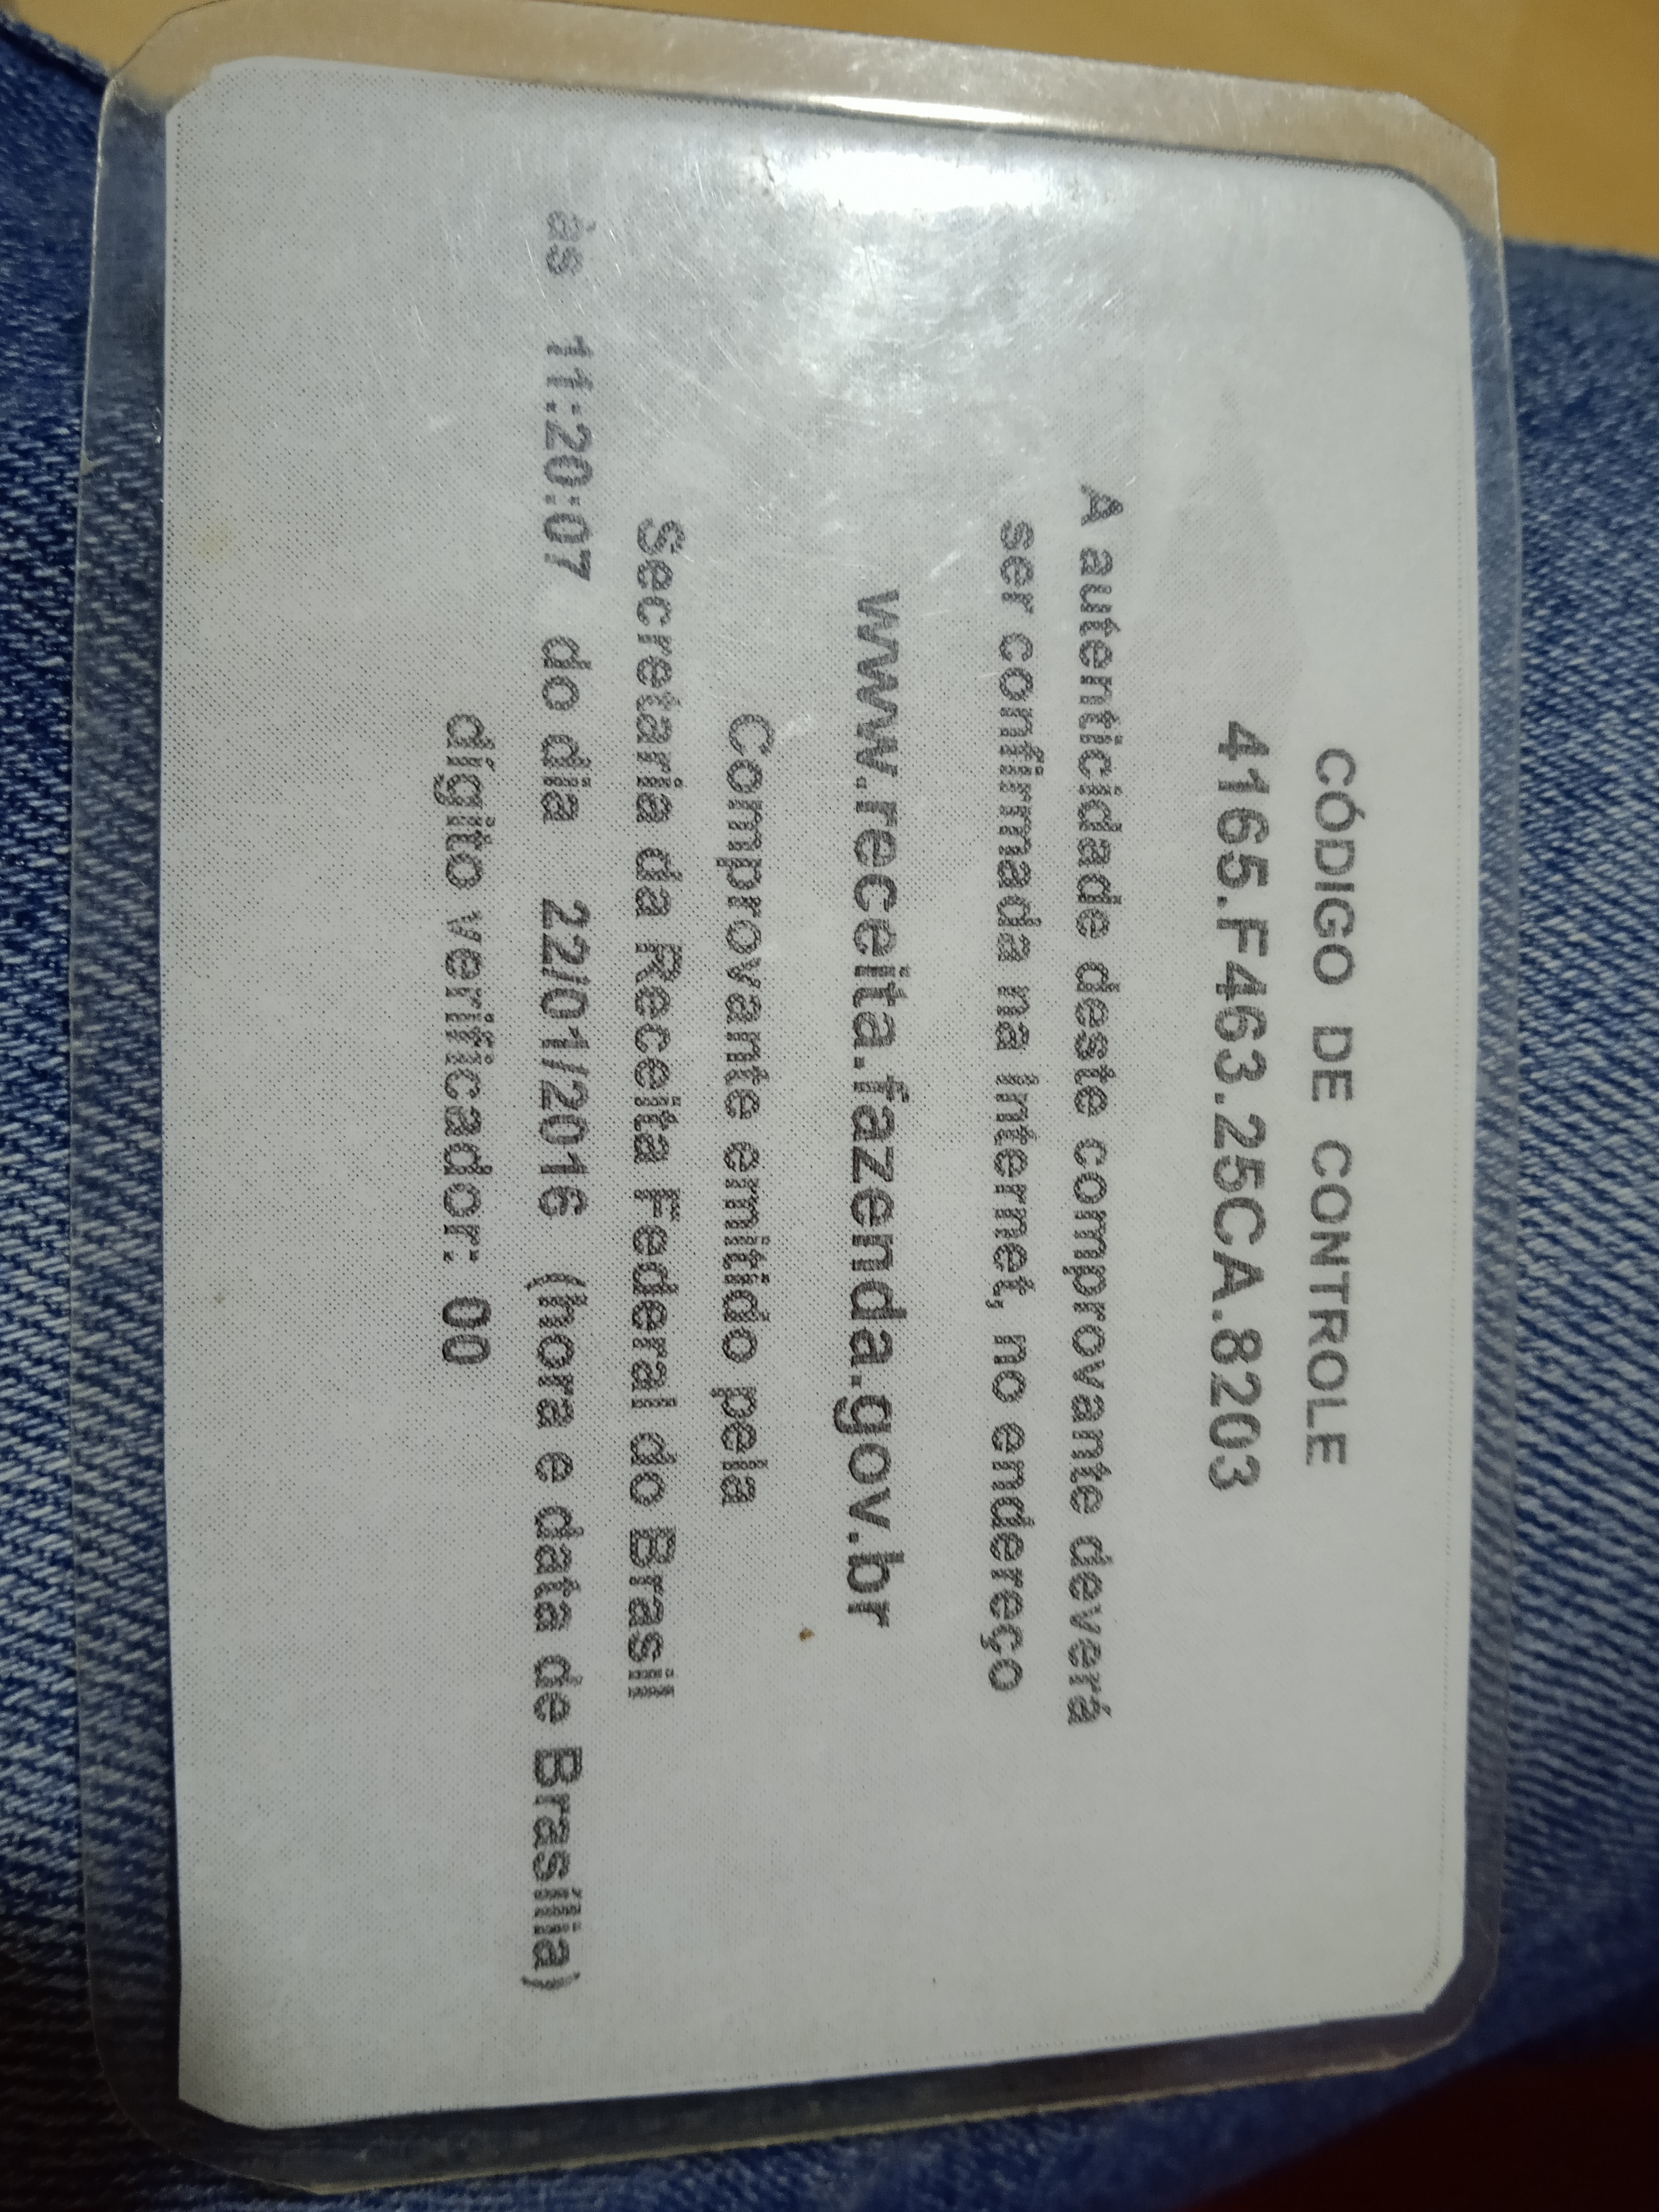 CÓDIGO DE CONTROLE
4165.F463.25CA.8203
A autenticidade deste comprovante deverá
ser confirmada na Internet, no endereço
www.receita.fazenda.gov.br
Comprovante emitido pela
Secretaria da Receita Federal do Brasil
às 11:20:07 do dia 22/01/2016 (hora e data de Brasília)
dígito verificador: 00